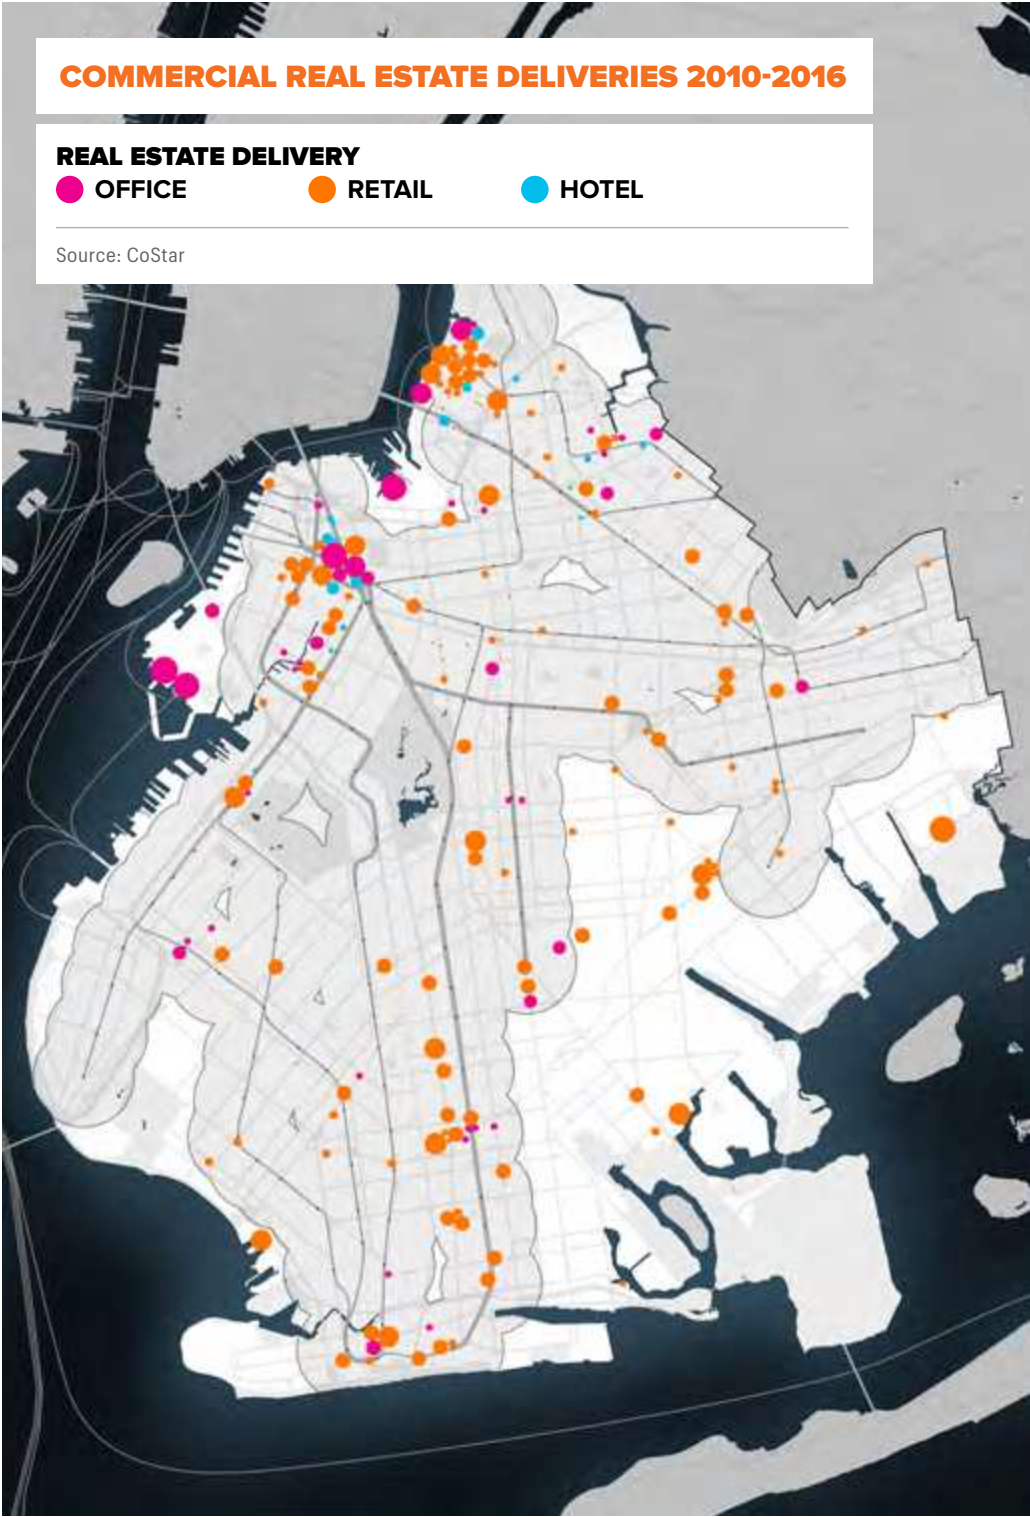 COMMERCIAL REAL ESTATE DELIVERIES 2010-2016
REAL ESTATE DELIVERY
OFFICE RETAIL HOTEL
Source: CoStar